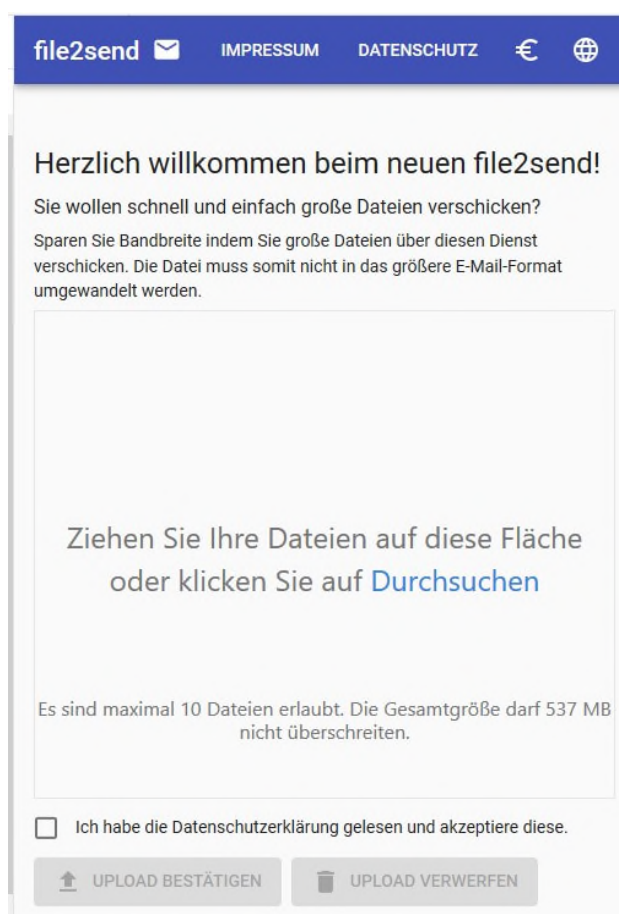 file2send IMPRESSUM DATENSCHUTZ €
Herzlich willkommen beim neuen file2send!
Sie wollen schnell und einfach große Dateien verschicken?
Sparen Sie Bandbreite indem Sie große Dateien über diesen Dienst
verschicken. Die Datei muss somit nicht in das größere E-Mail-Format
umgewandelt werden.
Ziehen Sie Ihre Dateien auf diese Fläche
oder klicken Sie auf Durchsuchen
Es sind maximal 10 Dateien erlaubt. Die Gesamtgröße darf 537 MB
nicht überschreiten.
Ich habe die Datenschutzerklärung gelesen und akzeptiere diese.
UPLOAD BESTÄTIGEN UPLOAD VERWERFEN